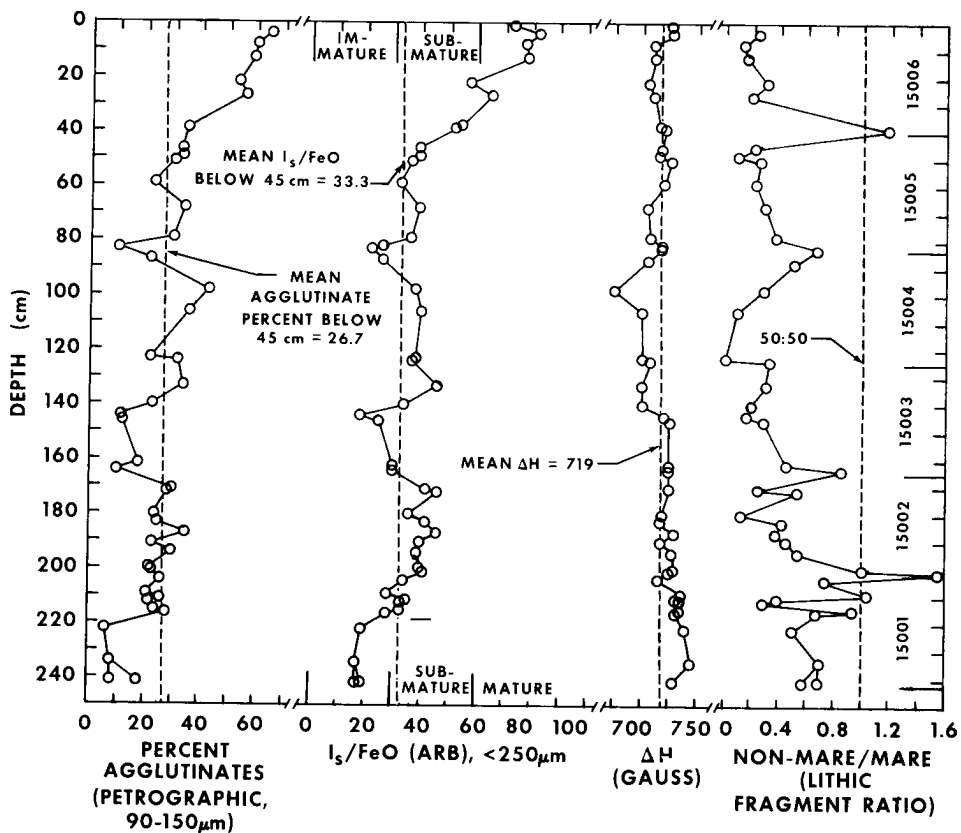 0
20
40
60
80
100
120
140
160
180
200
220
240
DEPTH (cm)
IM-
MATURE
SUB-
MATURE
MEAN Is/FeO
BELOW 45 cm = 33.3
MEAN
AGGLUTINATE
PERCENT BELOW
45 cm = 26.7
MEAN ΔH = 719
50:50
15006
15005
15004
15003
15002
15001
SUB-
MATURE
MATURE
0 20 40 60
PERCENT
AGGLUTINATES
(PETROGRAPHIC,
90-150μm)
0 40 80 100
Is/FeO (ARB), <250μm
700 750
ΔH
(GAUSS)
0 0.4 0.8 1.2 1.6
NON-MARE/MARE
(LITHIC
FRAGMENT RATIO)